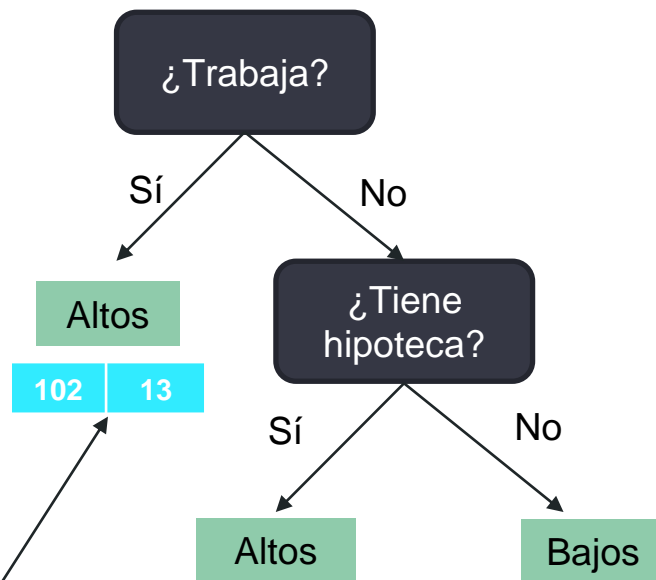 ¿Trabaja?
Sí
No
Altos
102 13
¿Tiene
hipoteca?
Sí
No
Altos
Bajos